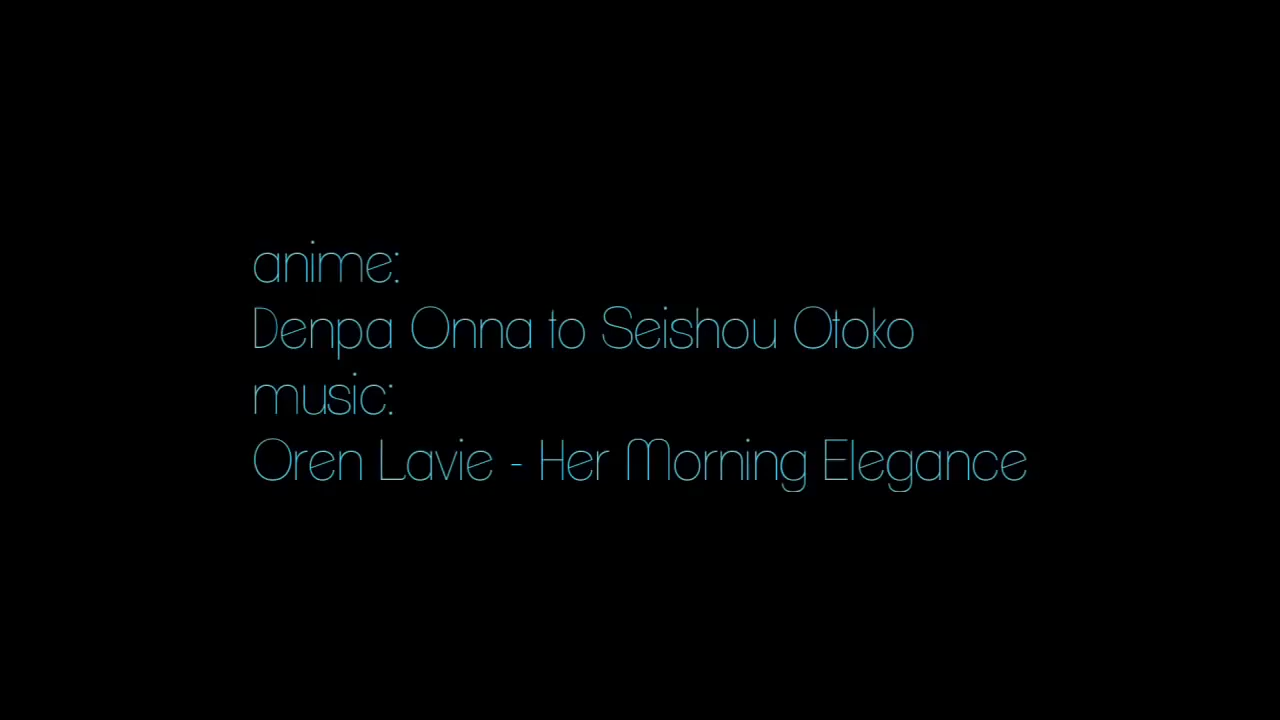 anime:
Denpa Onna to Seishou Otoko
music:
Oren Lavie - Her Morning Elegance